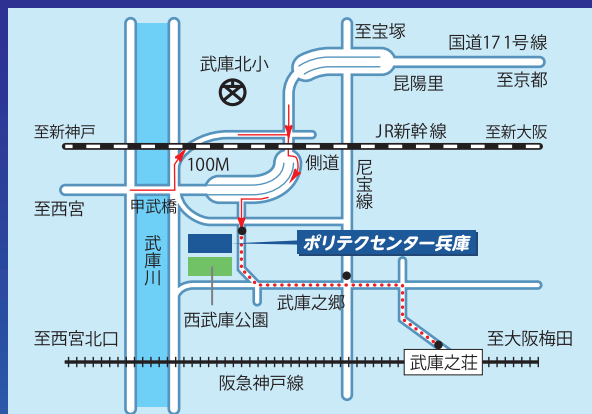 至宝塚
国道171号線
武庫北小
昆陽里
至京都
至新神戸
JR新幹線
至新大阪
100M
側道
尼宝線
至西宮
甲武橋
武庫川
ポリテクセンター兵庫
武庫之郷
西武庫公園
至西宮北口
至大阪梅田
武庫之荘
阪急神戸線